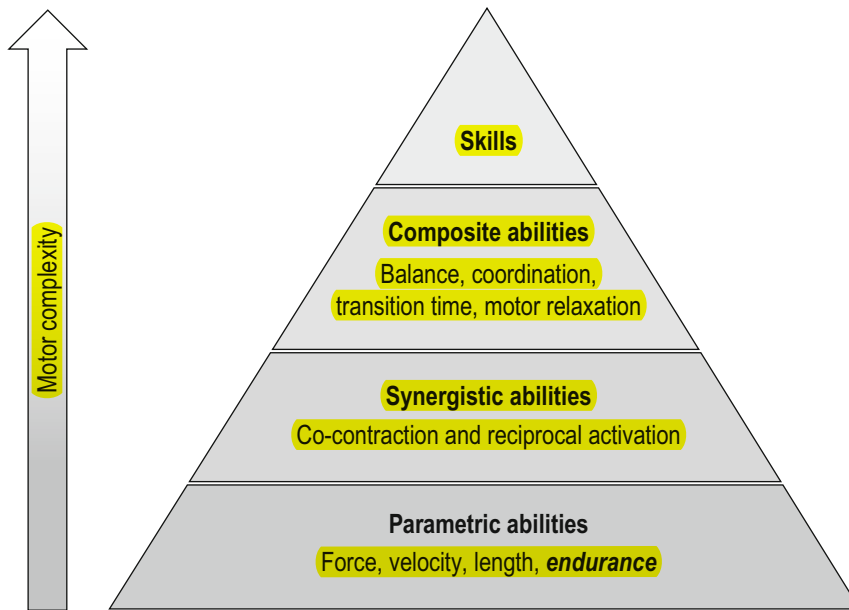 Motor complexity
Skills
Composite abilities
Balance, coordination,
transition time, motor relaxation
Synergistic abilities
Co-contraction and reciprocal activation
Parametric abilities
Force, velocity, length, endurance